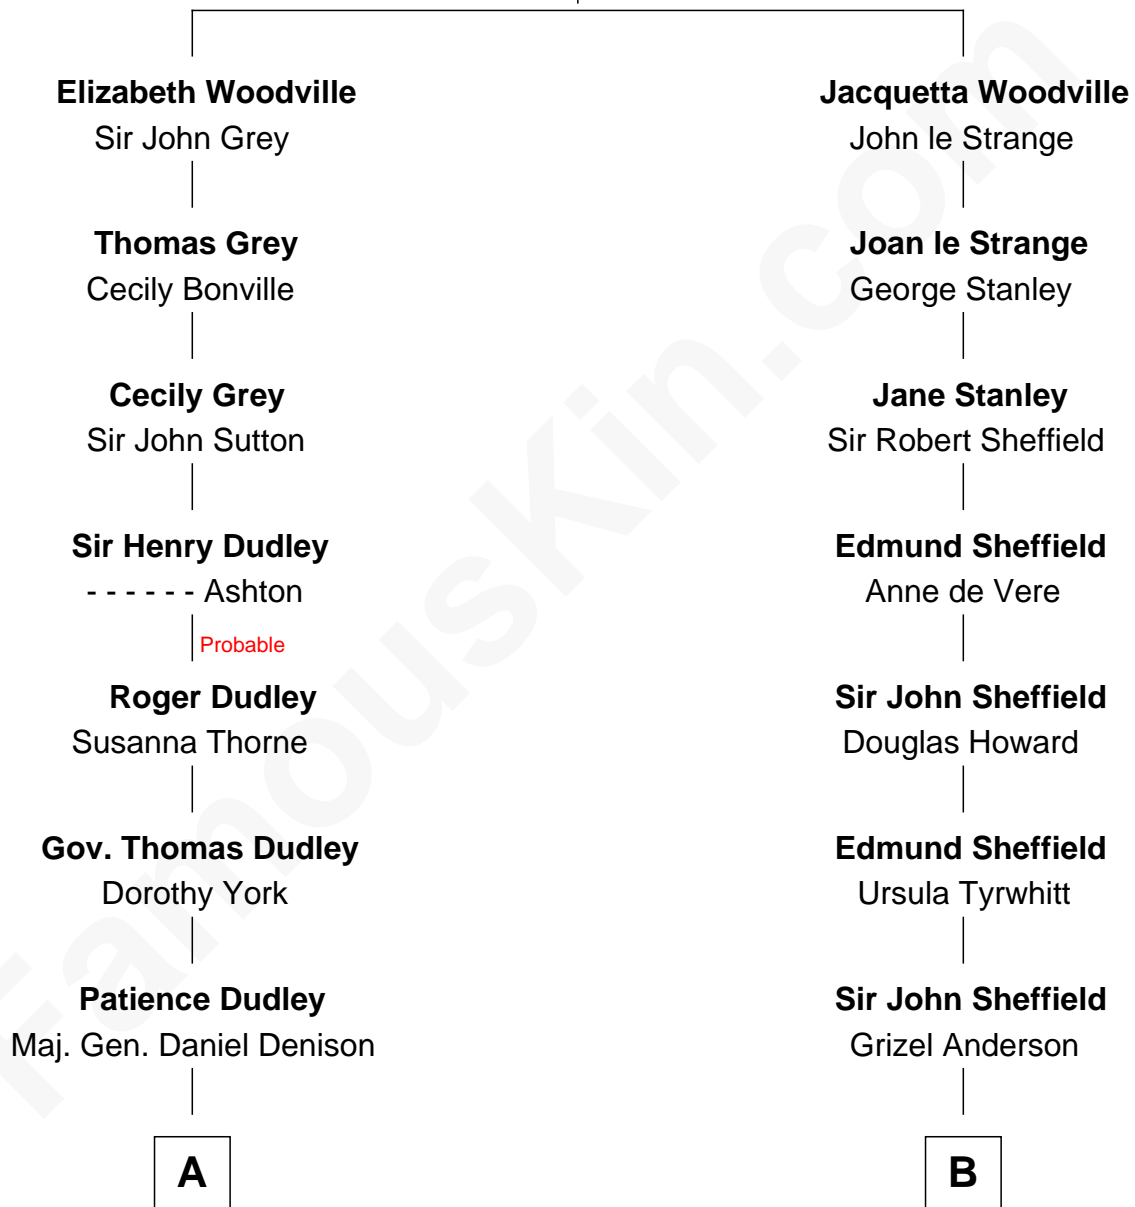 Elizabeth Woodville
Sir John Grey
Thomas Grey
Cecily Bonville
Cecily Grey
Sir John Sutton
Sir Henry Dudley
- - - - - - Ashton
Probable
Roger Dudley
Susanna Thorne
Gov. Thomas Dudley
Dorothy York
Patience Dudley
Maj. Gen. Daniel Denison
A
Jacquetta Woodville
John le Strange
Joan le Strange
George Stanley
Jane Stanley
Sir Robert Sheffield
Edmund Sheffield
Anne de Vere
Sir John Sheffield
Douglas Howard
Edmund Sheffield
Ursula Tyrwhitt
Sir John Sheffield
Grizel Anderson
B
FamousKin.com